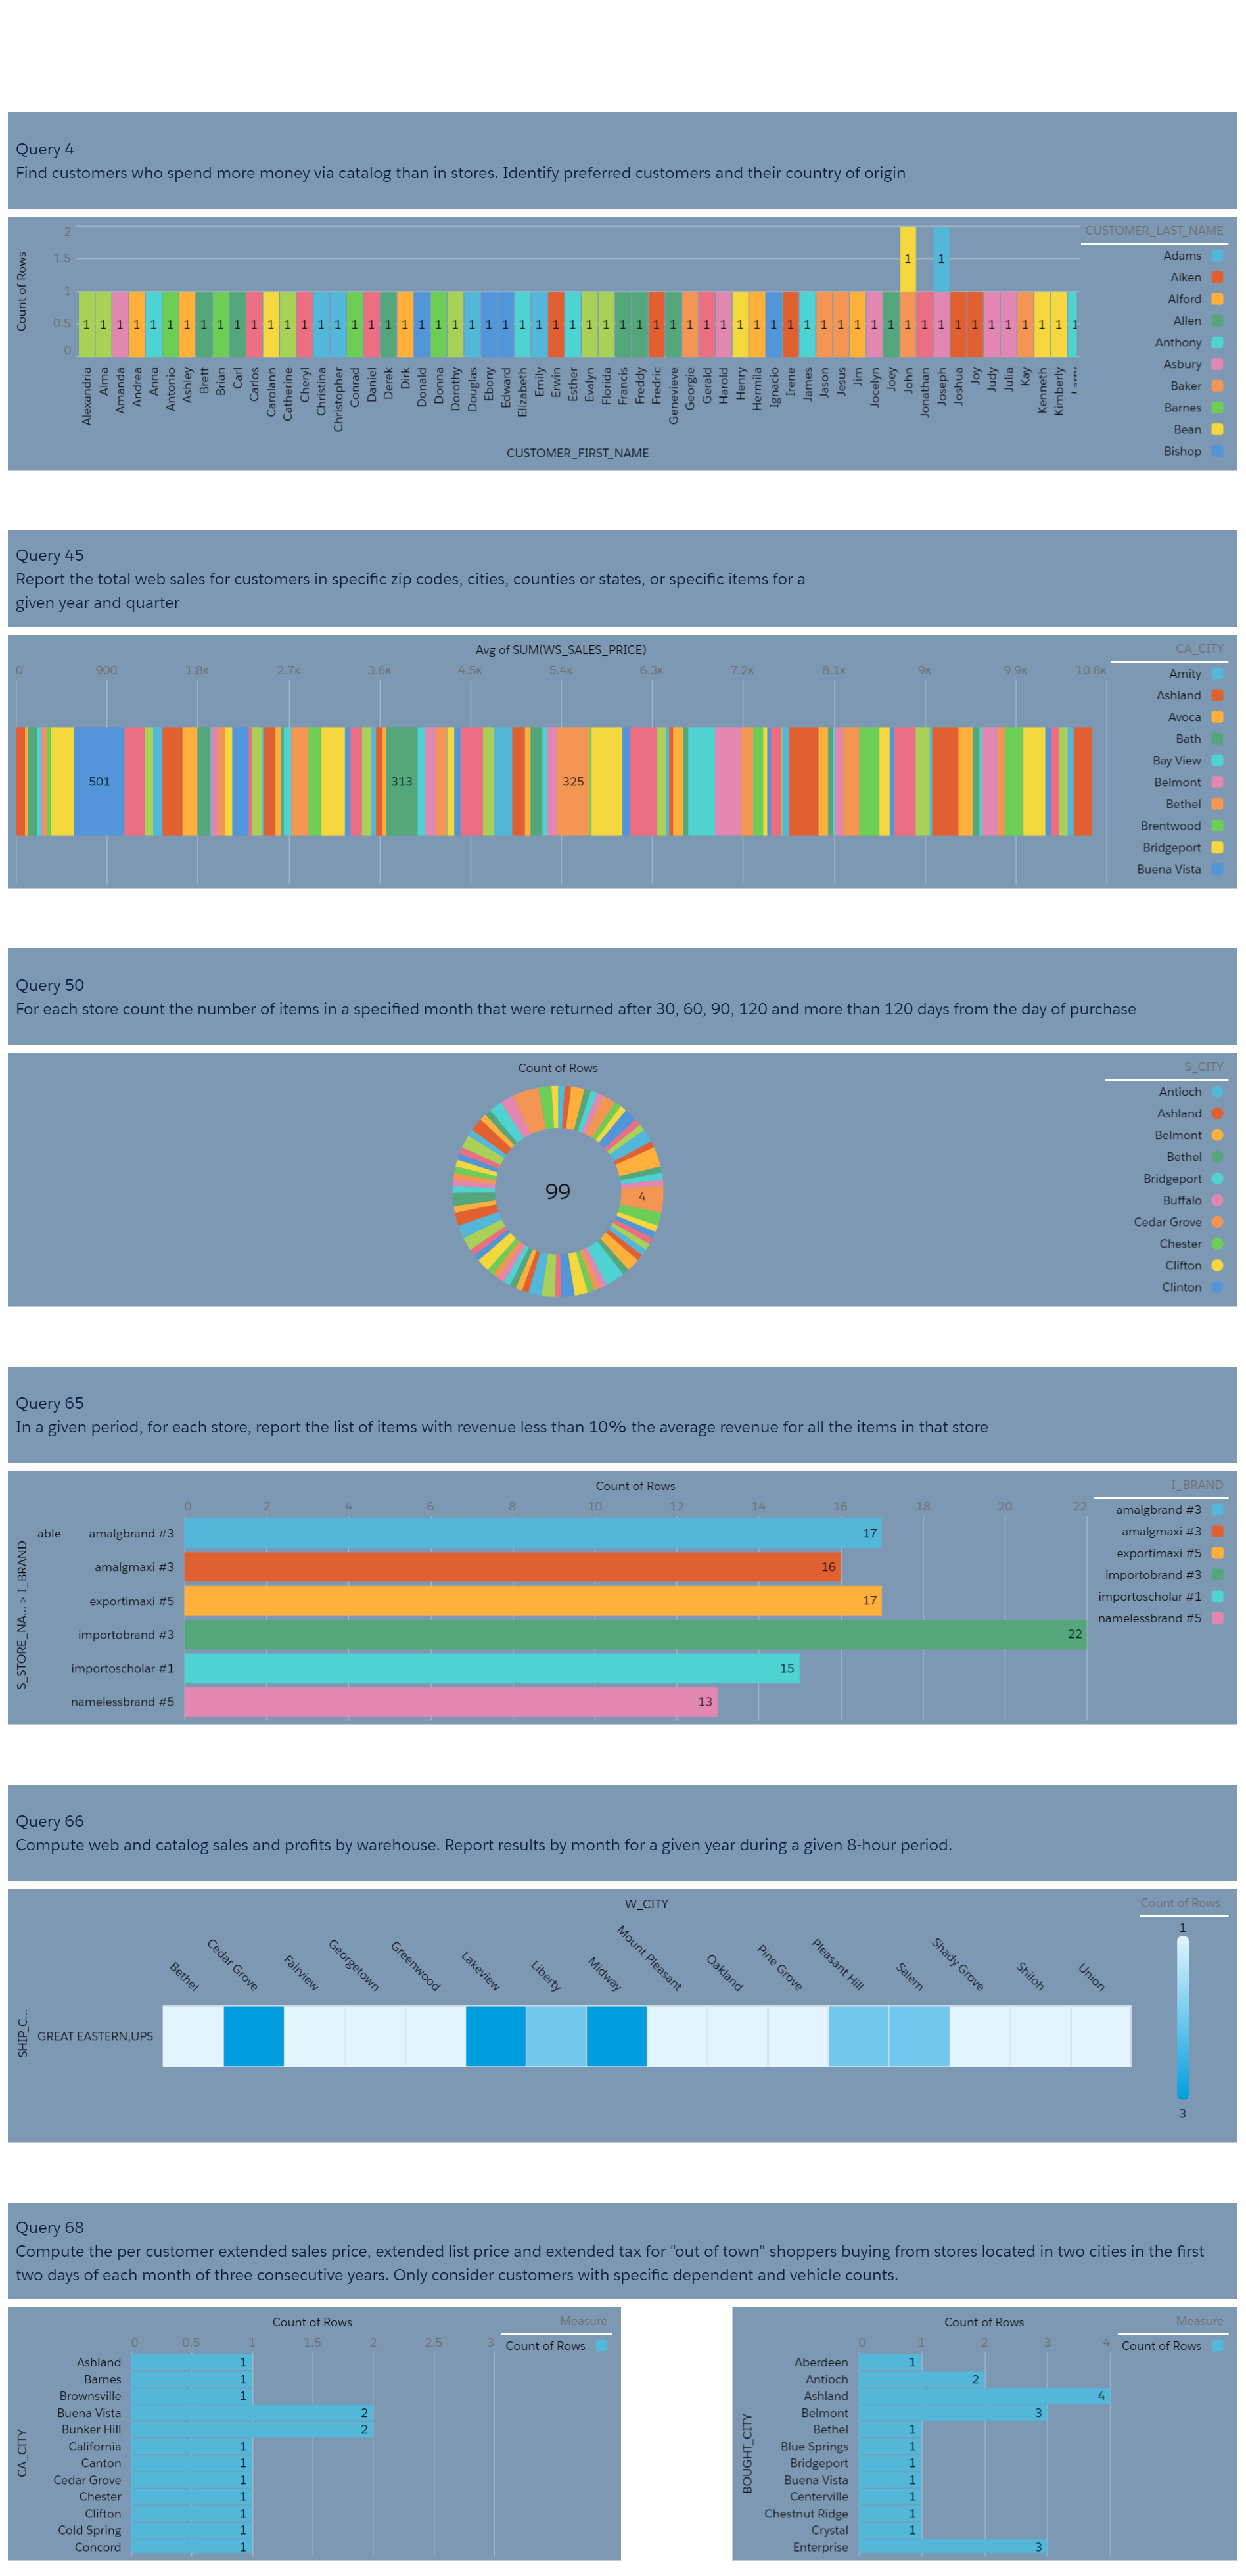 Query 4
Find customers who spend more money via catalog than in stores. Identify preferred customers and their country of origin
Count of Rows
2
1.5
1
0.5
0
1 1
1 1 1 1 1 1 1 1 1 1 1 1 1 1 1 1 1 1 1 1 1 1 1 1 1 1 1 1 1 1 1 1 1 1 1 1 1 1 1 1 1 1 1 1 1 1 1 1 1 1 1 1 1 1 1 1 1 1 1 1
Alexandria Alma Amanda Andrea Anna Antonio Ashley Brett Brian Carl Carlos Carolann Catherine Cheryl Christina Christopher Conrad Daniel Derek Dirk Donald Donna Dorothy Douglas Ebony Edward Elizabeth Emily Erwin Esther Evalyn Florida Francis Freddy Fredric Genevieve Georgie Gerald Harold Henry Hermila Ignacio Irene James Jason Jesus Jim Jocelyn Joey John Jonathan Joseph Joshua Joy Judy Julia Kay Kenneth Kimberly
CUSTOMER_FIRST_NAME
CUSTOMER_LAST_NAME
Adams
Aiken
Alford
Allen
Anthony
Asbury
Baker
Barnes
Bean
Bishop
Query 45
Report the total web sales for customers in specific zip codes, cities, counties or states, or specific items for a
given year and quarter
Avg of SUM(WS_SALES_PRICE)
0 900 1.8K 2.7K 3.6K 4.5K 5.4K 6.3K 7.2K 8.1K 9K 9.9K 10.8K
501 313 325
CA_CITY
Amity
Ashland
Avoca
Bath
Bay View
Belmont
Bethel
Brentwood
Bridgeport
Buena Vista
Query 50
For each store count the number of items in a specified month that were returned after 30, 60, 90, 120 and more than 120 days from the day of purchase
Count of Rows
99
4
S_CITY
Antioch
Ashland
Belmont
Bethel
Bridgeport
Buffalo
Cedar Grove
Chester
Clifton
Clinton
Query 65
In a given period, for each store, report the list of items with revenue less than 10% the average revenue for all the items in that store
Count of Rows
0 2 4 6 8 10 12 14 16 18 20 22
S_STORE_NA... > I_BRAND
able amalgbrand #3 17
amalgmaxi #3 16
exportimaxi #5 17
importobrand #3 22
importoscholar #1 15
namelessbrand #5 13
I_BRAND
amalgbrand #3
amalgmaxi #3
exportimaxi #5
importobrand #3
importoscholar #1
namelessbrand #5
Query 66
Compute web and catalog sales and profits by warehouse. Report results by month for a given year during a given 8-hour period.
W_CITY
Bethel Cedar Grove Fairview Georgetown Greenwood Lakeview Liberty Midway Mount Pleasant Oakland Pine Grove Pleasant Hill Salem Shady Grove Shiloh Union
SHIP_C...
GREAT EASTERN,UPS
Count of Rows
1
3
Query 68
Compute the per customer extended sales price, extended list price and extended tax for "out of town" shoppers buying from stores located in two cities in the first
two days of each month of three consecutive years. Only consider customers with specific dependent and vehicle counts.
Count of Rows
0 0.5 1 1.5 2 2.5 3
CA_CITY
Ashland 1
Barnes 1
Brownsville 1
Buena Vista 2
Bunker Hill 2
California 1
Canton 1
Cedar Grove 1
Chester 1
Clifton 1
Cold Spring 1
Concord 1
Measure
Count of Rows
Count of Rows
0 1 2 3 4
BOUGHT_CITY
Aberdeen 1
Antioch 2
Ashland 4
Belmont 3
Bethel 1
Blue Springs 1
Bridgeport 1
Buena Vista 1
Centerville 1
Chestnut Ridge 1
Crystal 1
Enterprise 3
Measure
Count of Rows